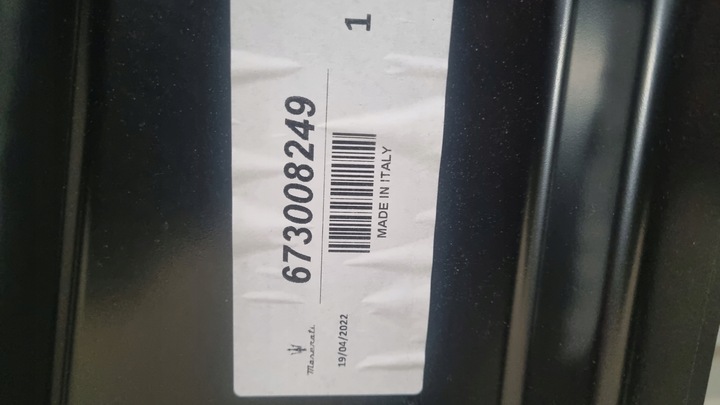 673008249
1
Maserati
19/04/2022
MADE IN ITALY